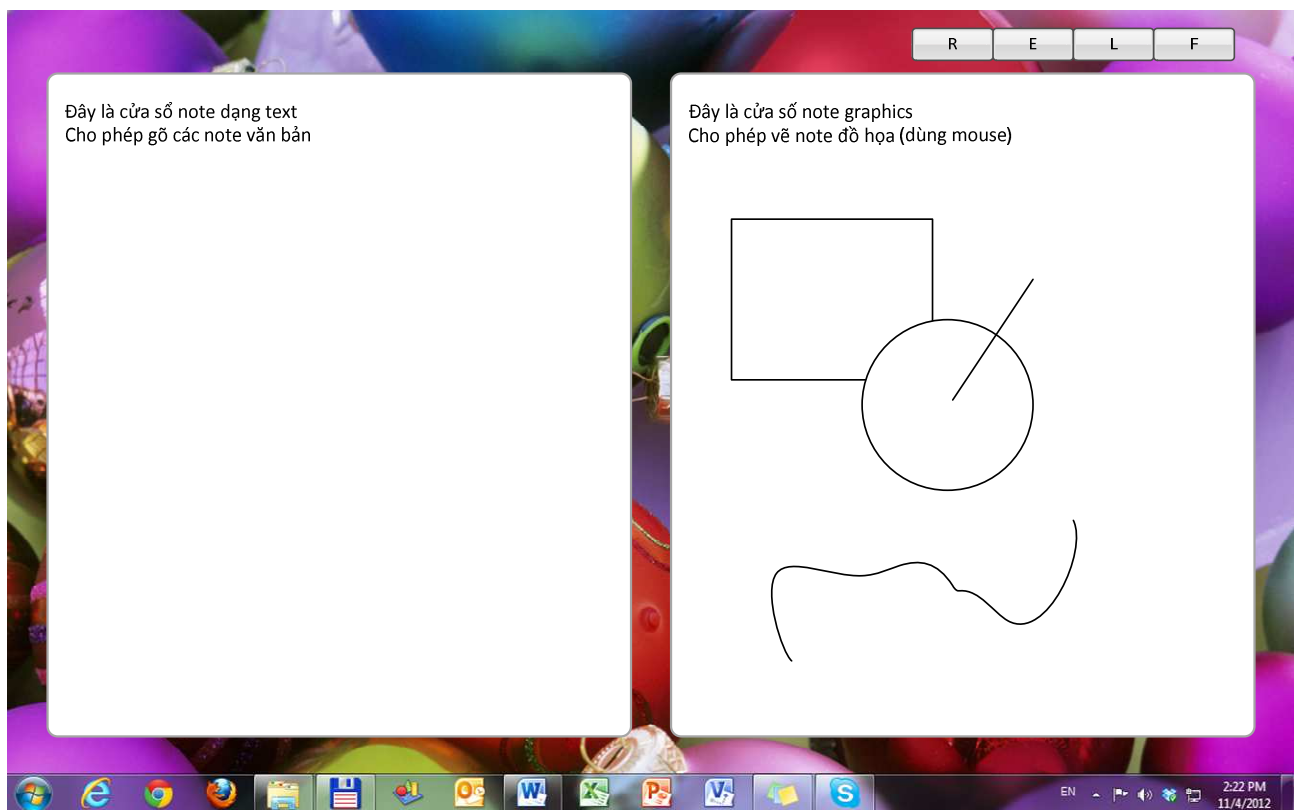 R E L F
Đây là cửa sổ note dạng text
Cho phép gõ các note văn bản
Đây là cửa số note graphics
Cho phép vẽ note đồ họa (dùng mouse)
EN
2:22 PM
11/4/2012